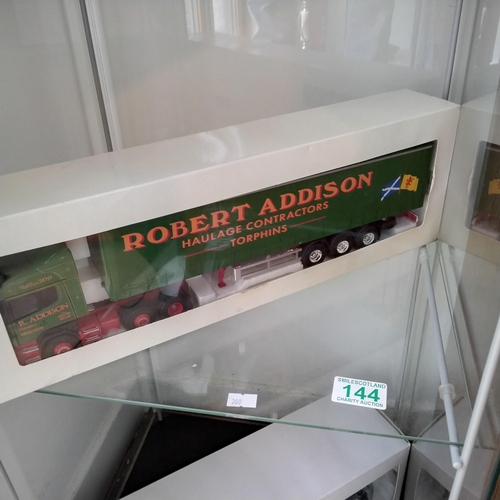 ROBERT ADDISON
HAULAGE CONTRACTORS
TORPHINS
R. ADDISON
SMILESCOTLAND
144
CHARITY AUCTION